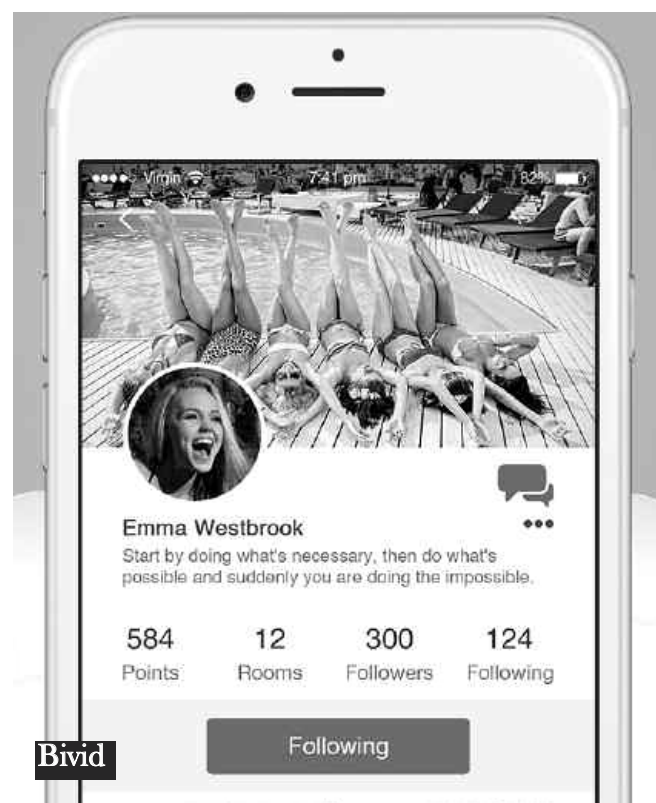 Virgin 7:41 pm 82%
Emma Westbrook
Start by doing what's necessary, then do what's
possible and suddenly you are doing the impossible.
584 12 300 124
Points Rooms Followers Following
Following
Bivid